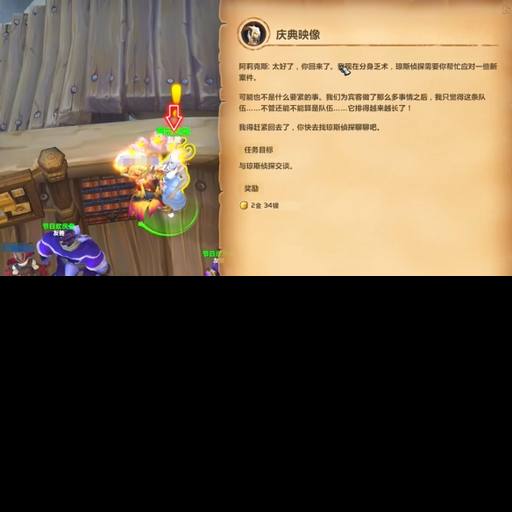 庆典映像
阿莉克斯: 太好了，你回来了。我现在分身乏术，琼斯侦探需要你帮忙应对一些新
案件。
可能也不是什么要紧的事。我们为宾客做了那么多事情之后，我只觉得这条队
伍……不管还能不能算是队伍……它排得越来越长了！
我得赶紧回去了，你快去找琼斯侦探聊聊吧。
任务目标
与琼斯侦探交谈。
奖励
2金 34银
节日欢庆者
友善
节日欢
友